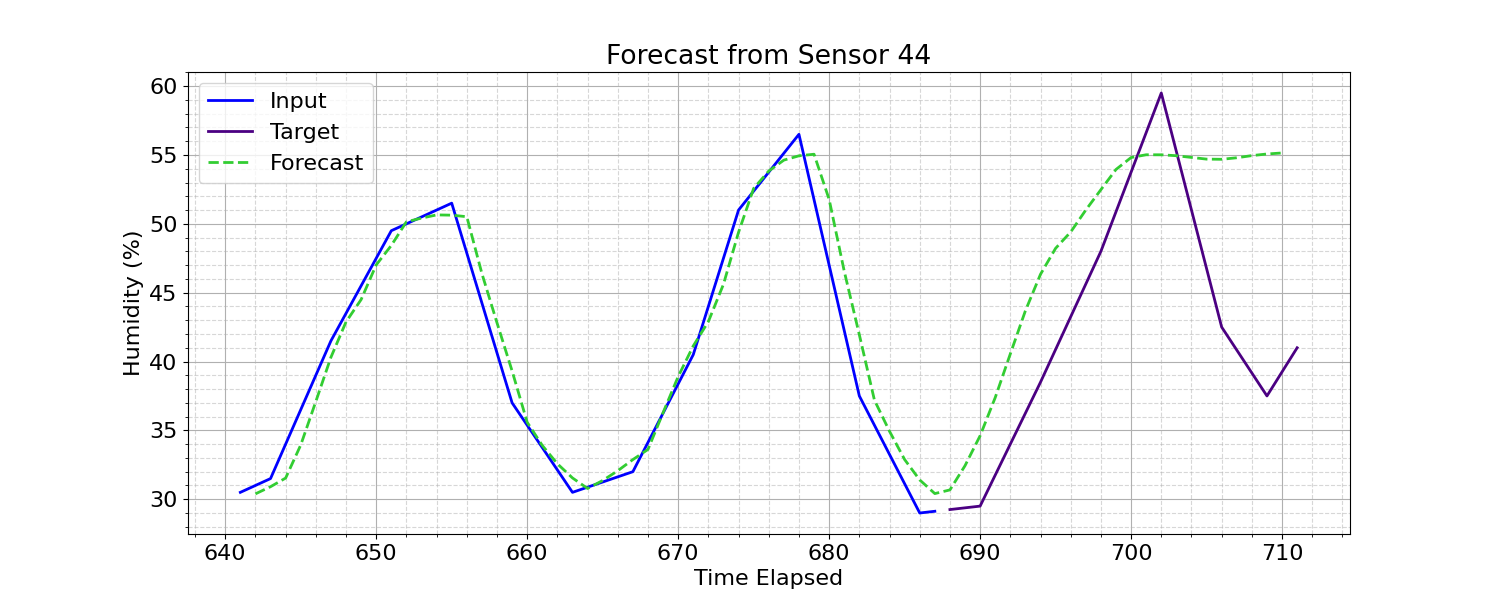 Forecast from Sensor 44
Humidity (%)
60
55
50
45
40
35
30
Input
Target
Forecast
640 650 660 670 680 690 700 710
Time Elapsed